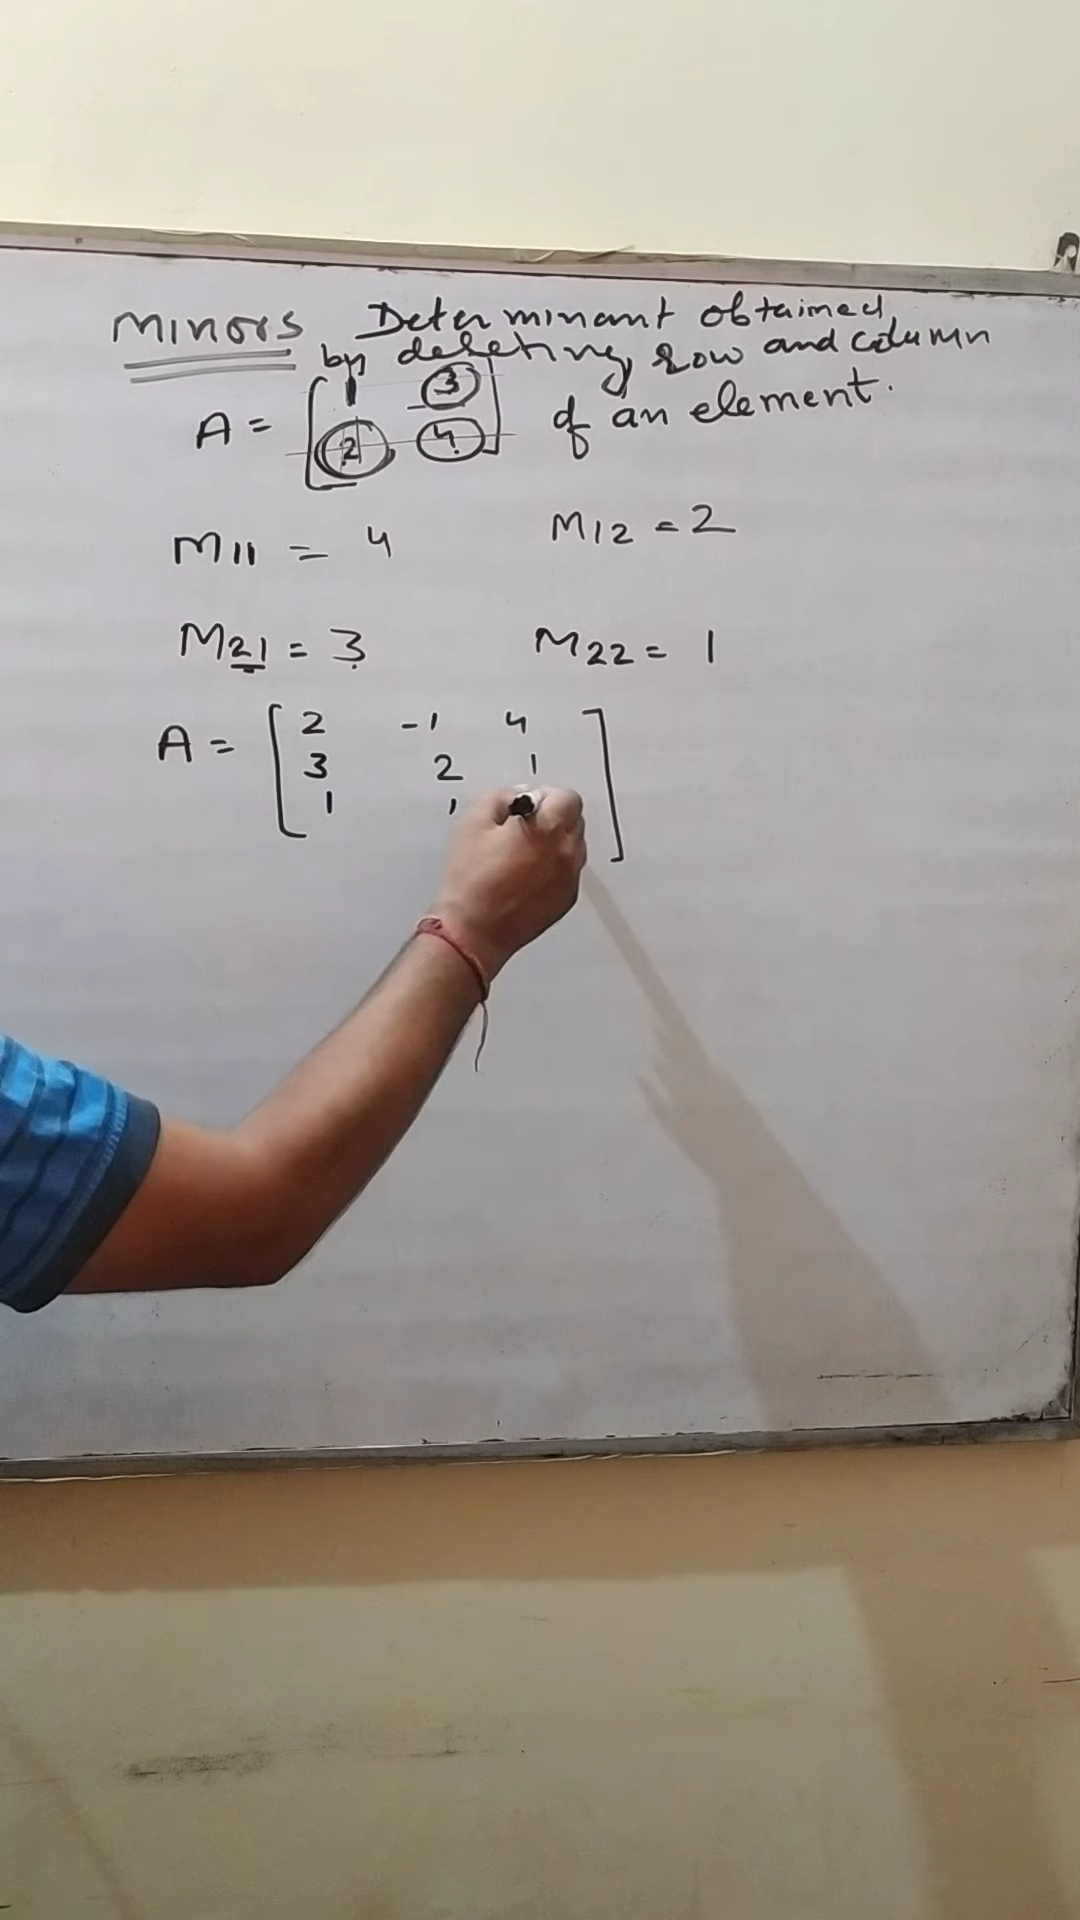 MINORS Determinant obtained
by deleting row and column
of an element.
A = [ 1 3
2 4 ]
M11 = 4 M12 = 2
M21 = 3 M22 = 1
A = [ 2 -1 4
3 2 1
1 1 ]